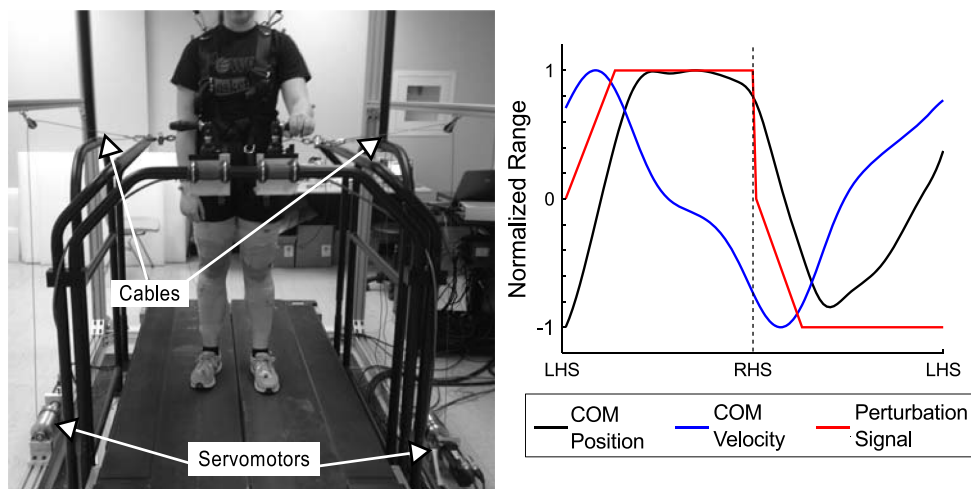 Cables
Servomotors
Normalized Range
1
0
-1
LHS
RHS
LHS
COM Position
COM Velocity
Perturbation Signal